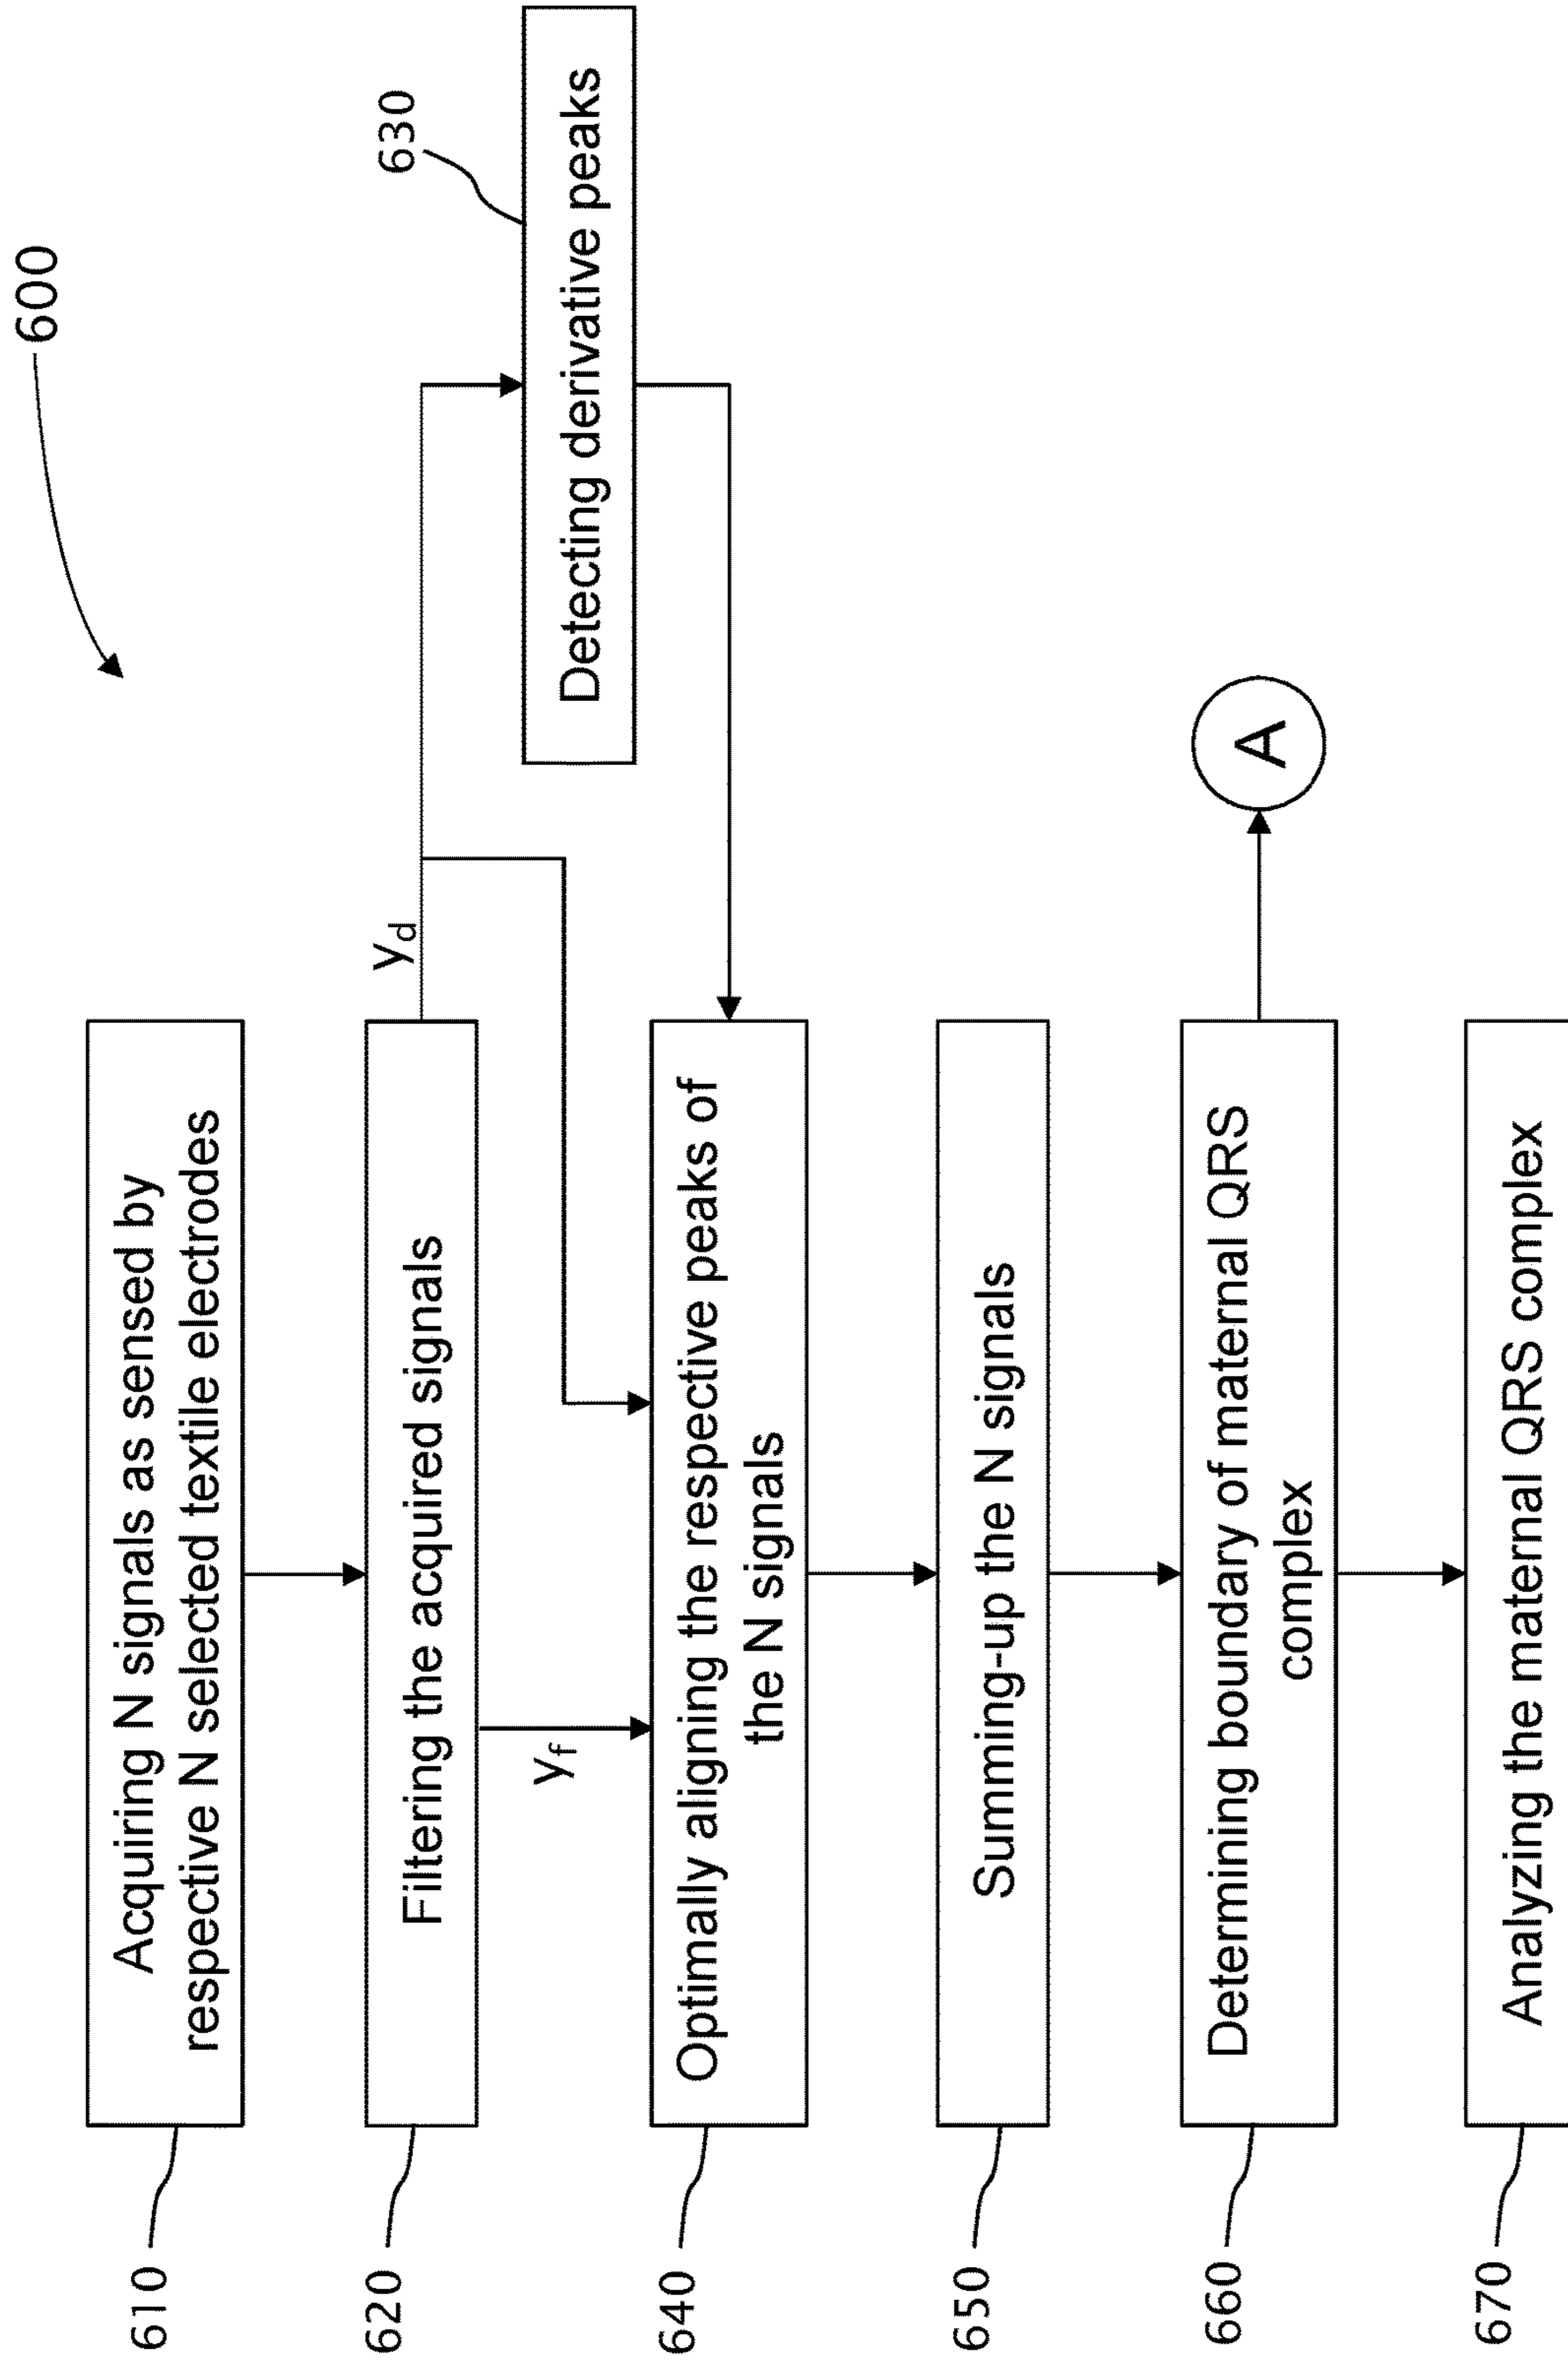 600
610
Acquiring N signals as sensed by
respective N selected textile electrodes
620
Filtering the acquired signals
y_d
630
Detecting derivative peaks
y_f
640
Optimally aligning the respective peaks of
the N signals
650
Summing-up the N signals
660
Determining boundary of maternal QRS
complex
A
670
Analyzing the maternal QRS complex